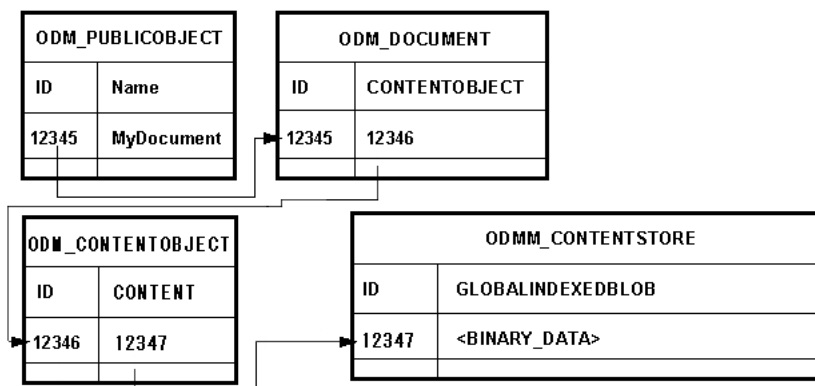 ODM_PUBLICOBJECT
ID Name
12345 MyDocument
ODM_DOCUMENT
ID CONTENTOBJECT
12345 12346
ODM_CONTENTOBJECT
ID CONTENT
12346 12347
ODMM_CONTENTSTORE
ID GLOBALINDEXEDBLOB
12347 <BINARY_DATA>